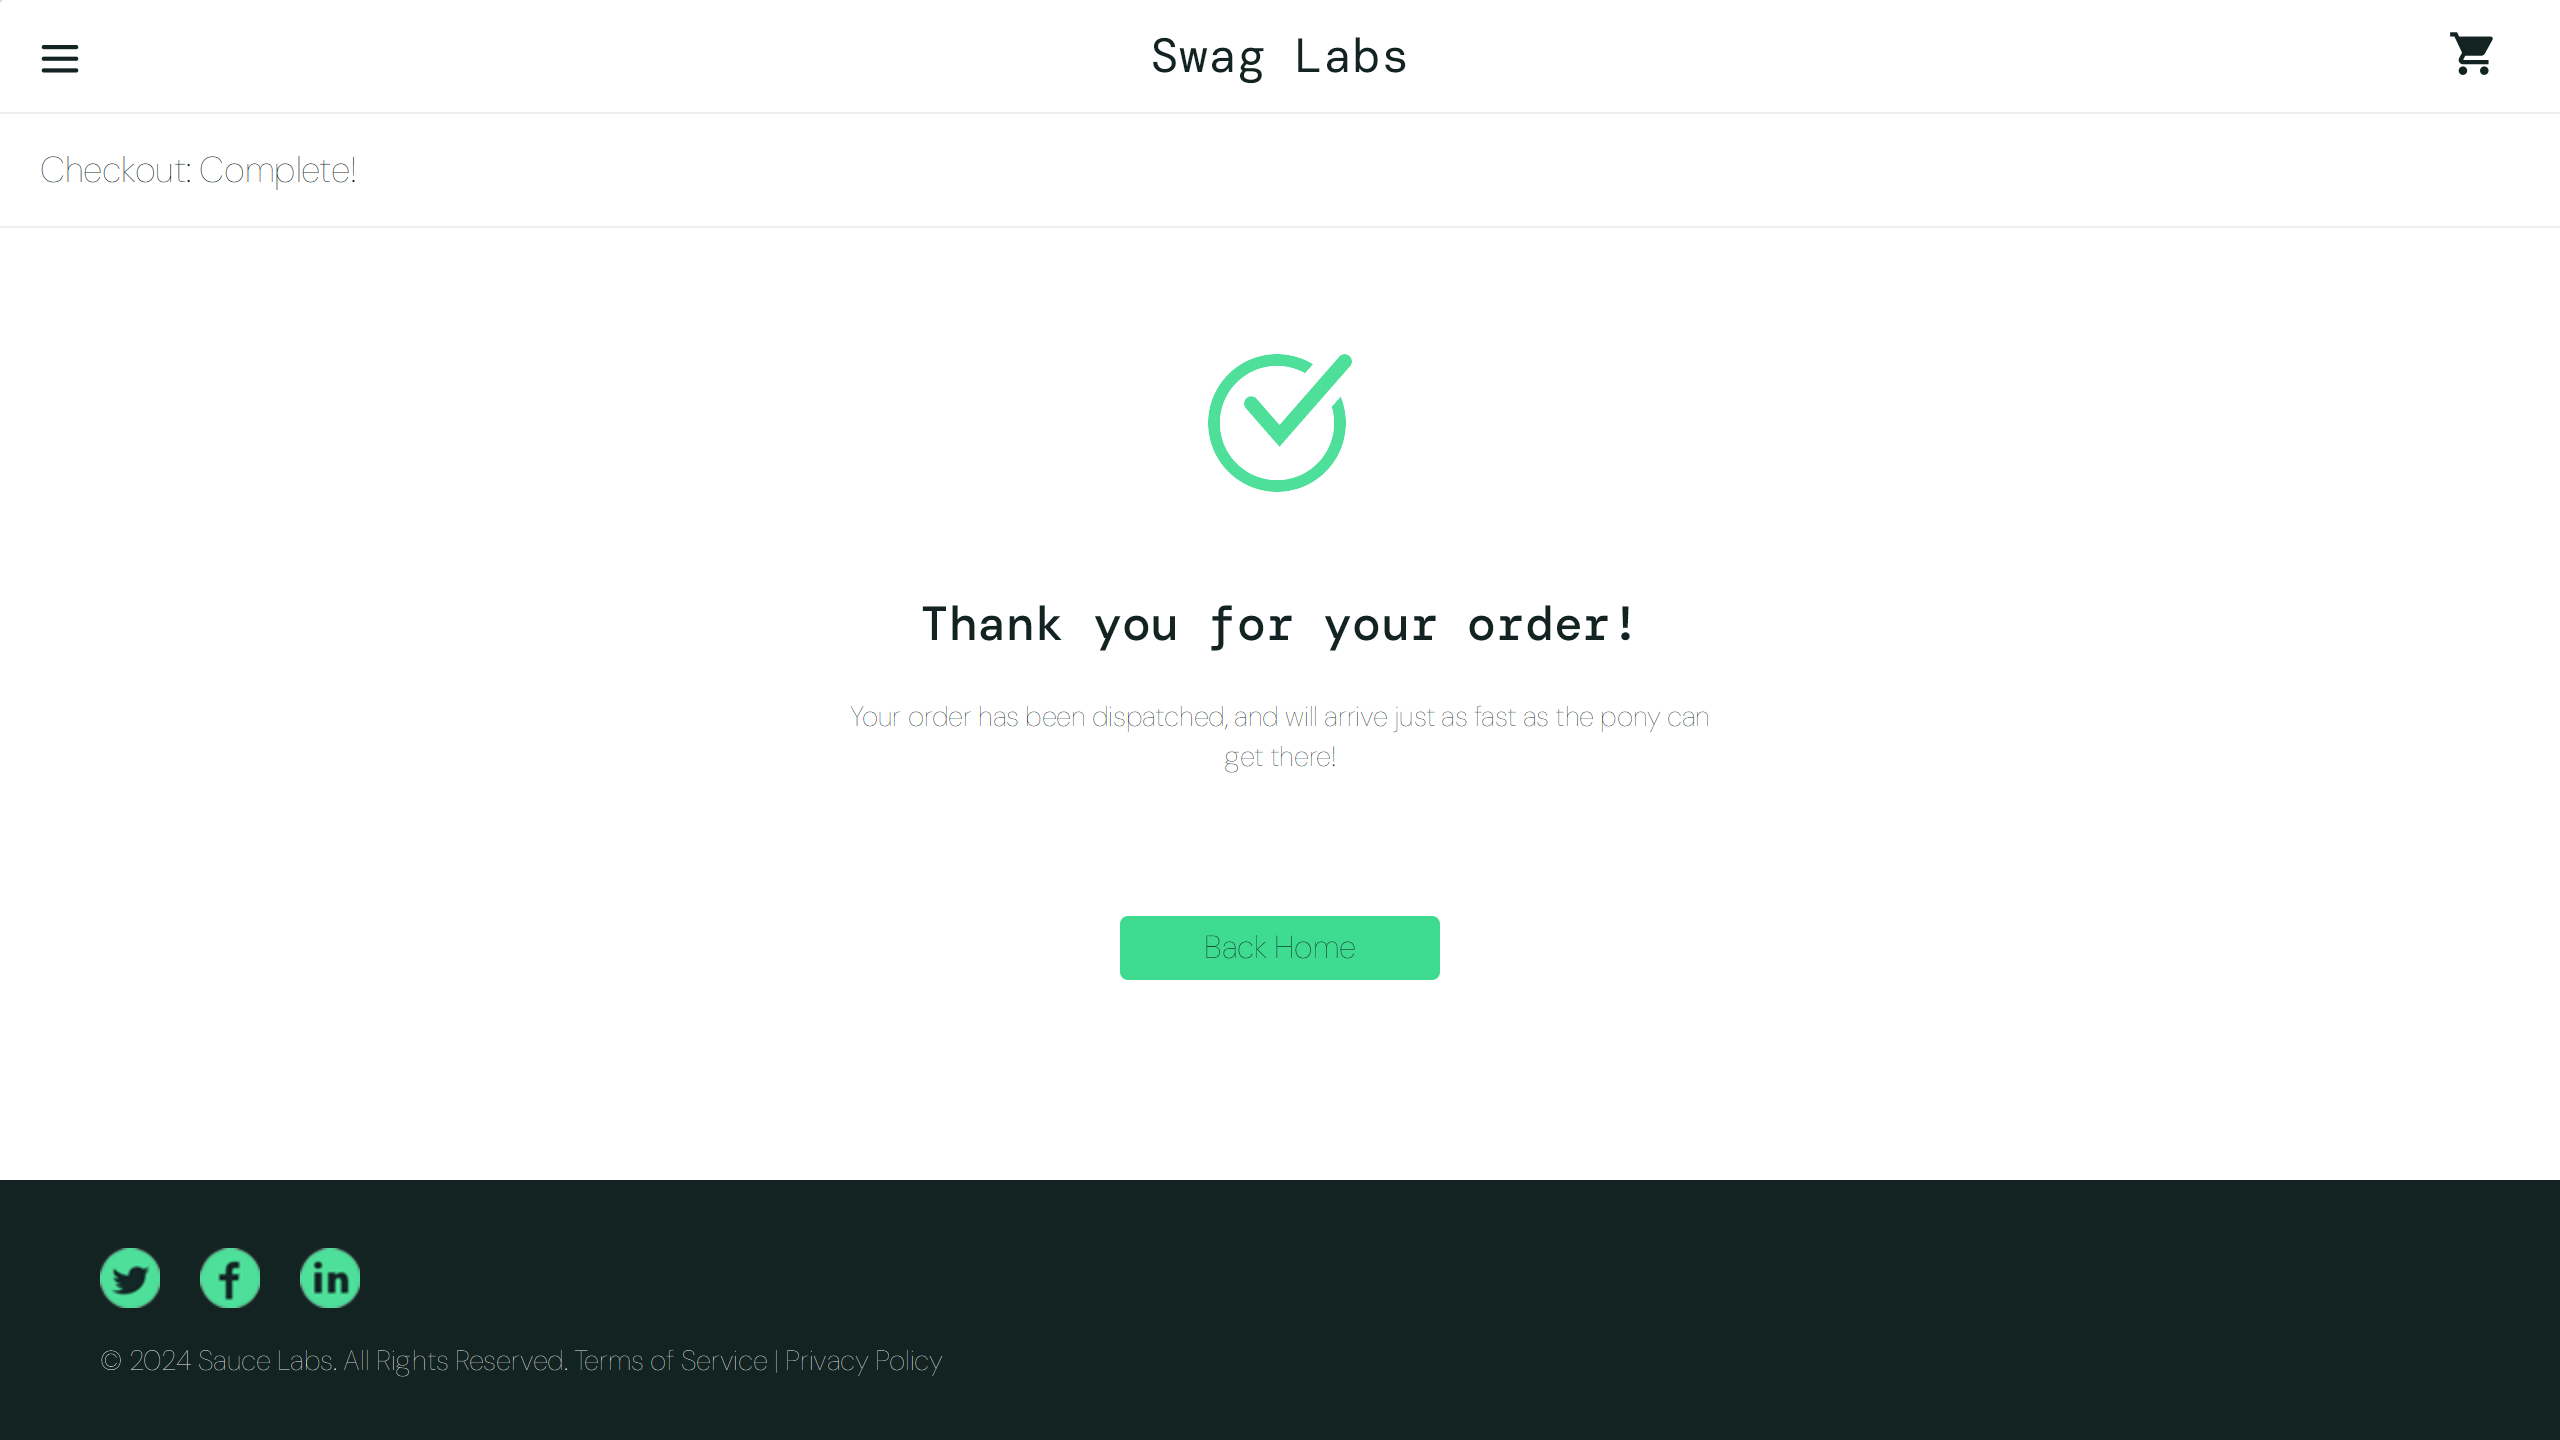 Swag Labs
Checkout: Complete!
Thank you for your order!
Your order has been dispatched, and will arrive just as fast as the pony can
get there!
Back Home
© 2024 Sauce Labs. All Rights Reserved. Terms of Service | Privacy Policy